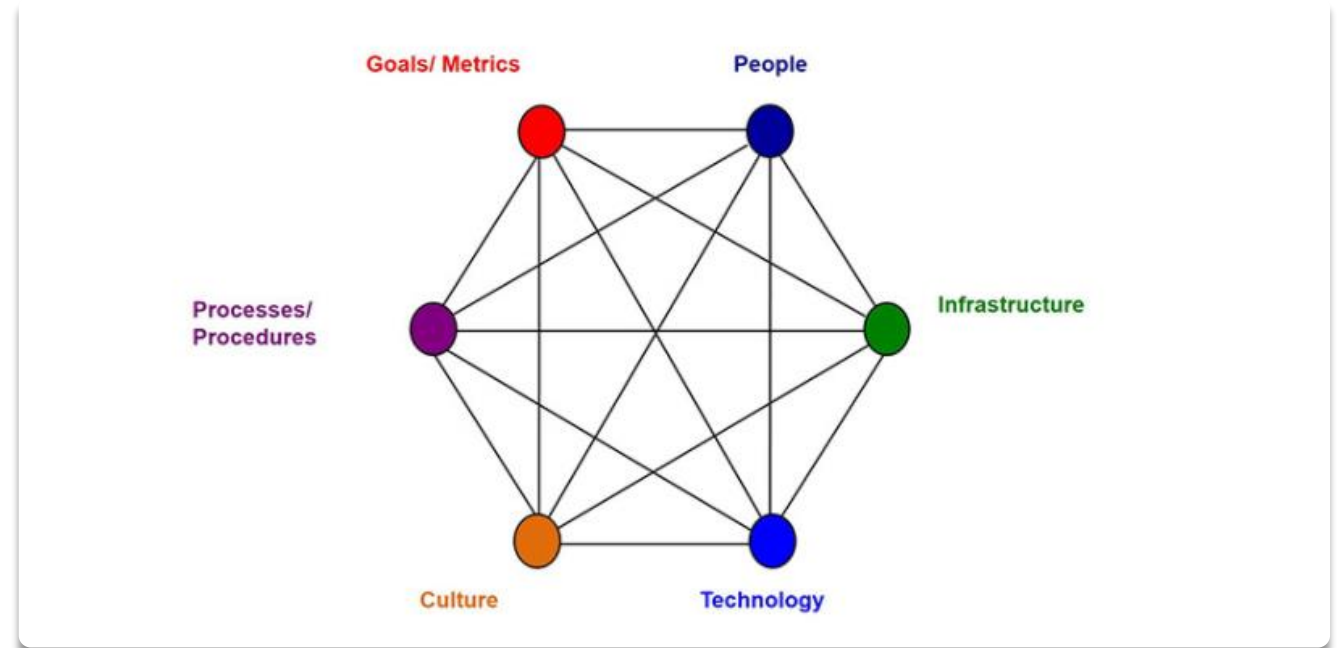 Goals/ Metrics
People
Processes/
Procedures
Infrastructure
Culture
Technology